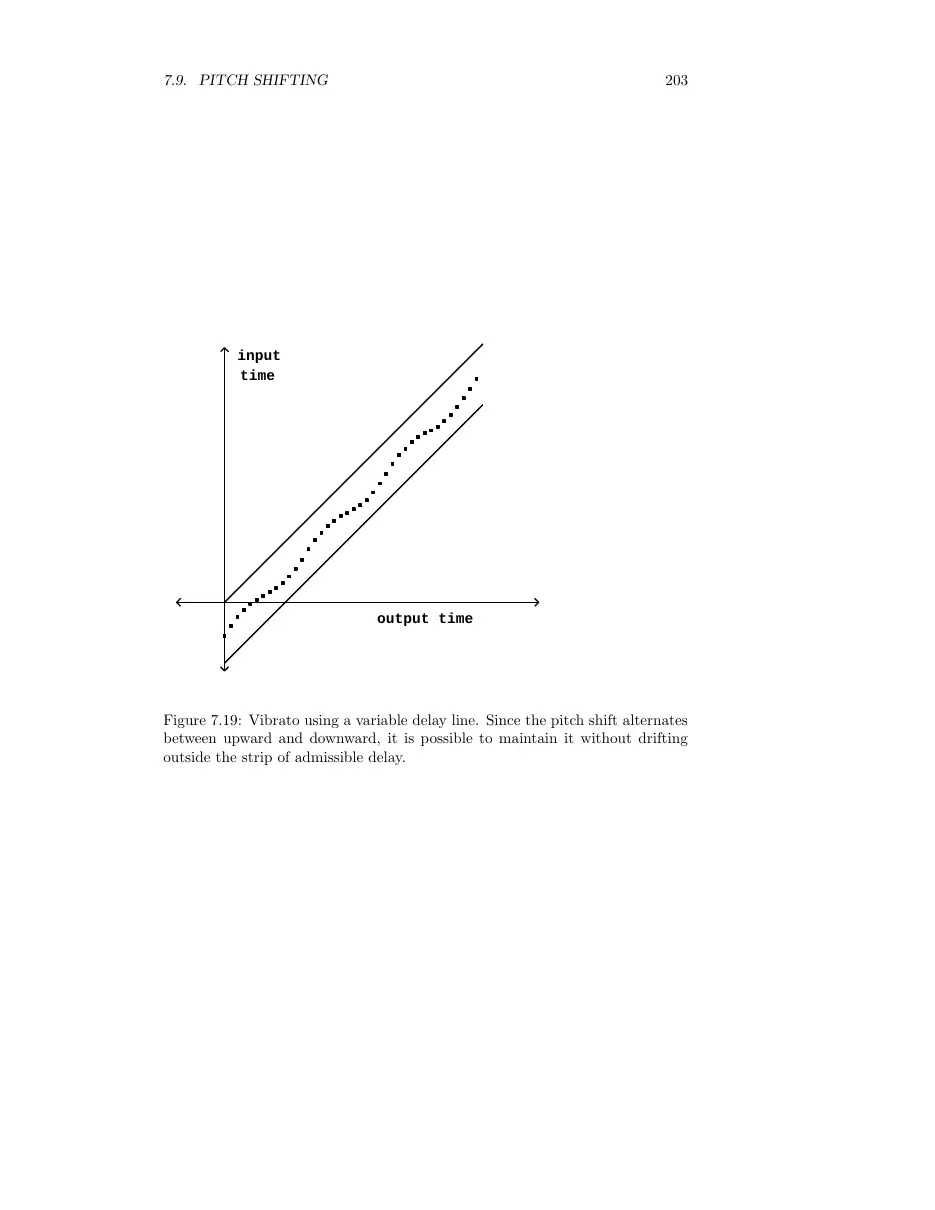 7.9. PITCH SHIFTING 203
input
time
output time
Figure 7.19: Vibrato using a variable delay line. Since the pitch shift alternates
between upward and downward, it is possible to maintain it without drifting
outside the strip of admissible delay.